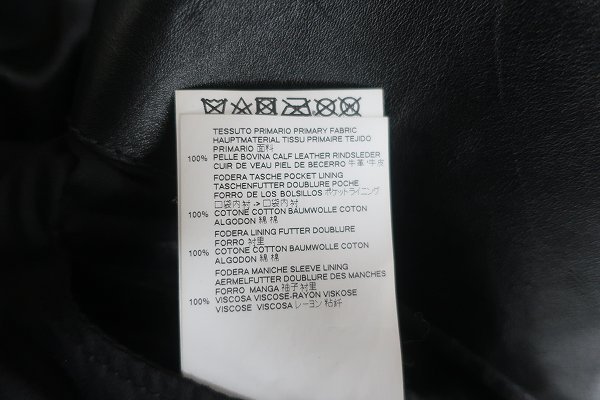 TESSUTO PRIMARIO PRIMARY FABRIC
HAUPTMATERIAL TISSU PRIMAIRE TEJIDO
PRIMARIO 面料
100% PELLE BOVINA CALF LEATHER RINDSLEDER
CUIR DE VEAU PIEL DE BECERRO 牛革 牛皮
FODERA TASCHE POCKET LINING
TASCHENFUTTER DOUBLURE POCHE
FORRO DE LOS BOLSILLOS ポケットライニング
口袋内衬 -> 口袋内衬
100% COTONE COTTON BAUMWOLLE COTON
ALGODON 綿 棉
FODERA LINING FUTTER DOUBLURE
FORRO 衬里
100% COTONE COTTON BAUMWOLLE COTON
ALGODON 綿 棉
FODERA MANICHE SLEEVE LINING
AERMELFUTTER DOUBLURE DES MANCHES
FORRO MANGA 袖子衬里
100% VISCOSA VISCOSE-RAYON VISKOSE
VISCOSE VISCOSA レーヨン 粘纤